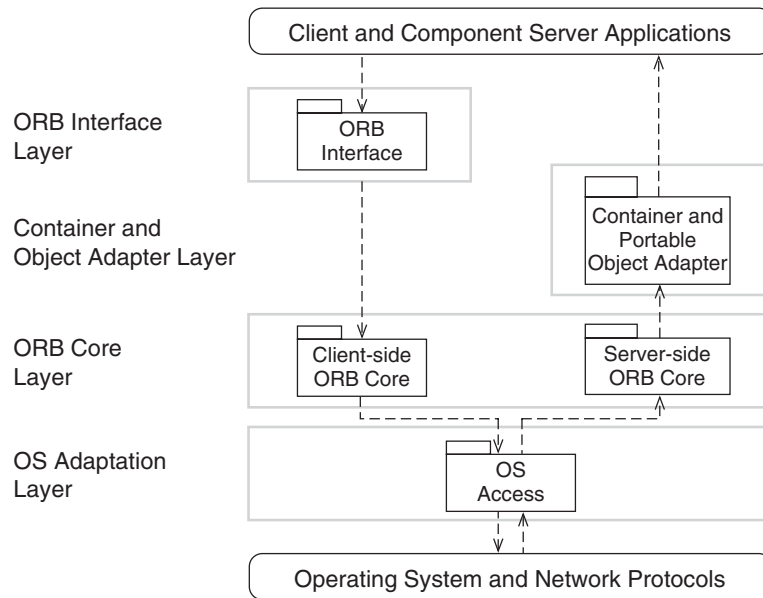 Client and Component Server Applications
ORB Interface
Layer
ORB
Interface
Container and
Object Adapter Layer
Container and
Portable
Object Adapter
ORB Core
Layer
Client-side
ORB Core
Server-side
ORB Core
OS Adaptation
Layer
OS
Access
Operating System and Network Protocols